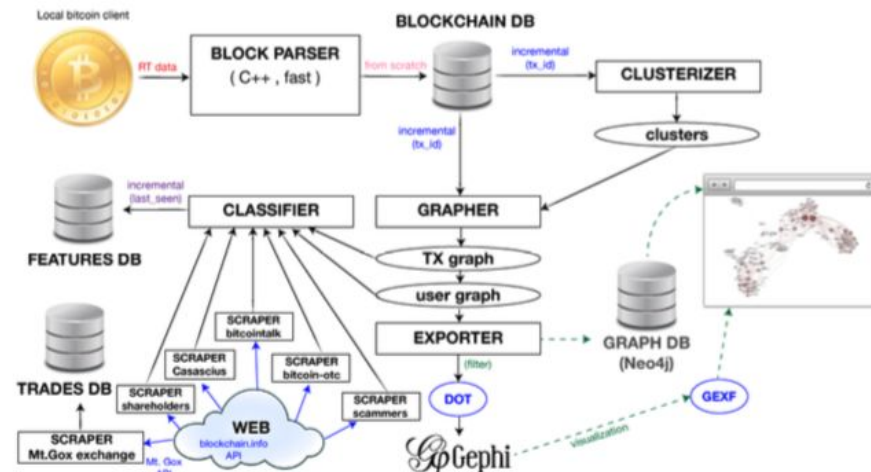 Local bitcoin client
BLOCKCHAIN DB
BLOCK PARSER
( C++ , fast )
RT data
from scratch
incremental
(tx_id)
CLUSTERIZER
clusters
incremental
(tx_id)
incremental
(last_seen)
CLASSIFIER
GRAPHER
FEATURES DB
TX graph
user graph
EXPORTER
GRAPH DB
(Neo4j)
SCRAPER
bitcointalk
SCRAPER
Casascius
SCRAPER
bitcoin-otc
(filter)
TRADES DB
SCRAPER
shareholders
SCRAPER
scammers
DOT
GEXF
WEB
blockchain.info
API
SCRAPER
Mt.Gox exchange
Mt. Gox
API
Gephi
visualization